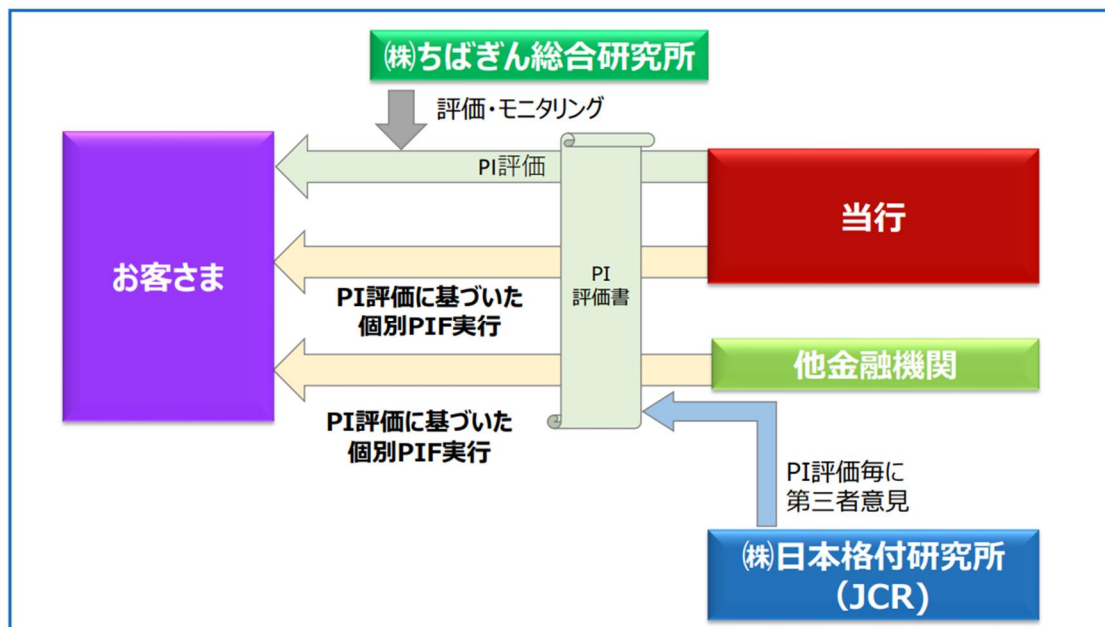 ㈱ちばぎん総合研究所
評価・モニタリング
PI評価
当行
お客さま
PI
評価書
PI評価に基づいた
個別PIF実行
他金融機関
PI評価に基づいた
個別PIF実行
PI評価毎に
第三者意見
㈱日本格付研究所
（JCR）